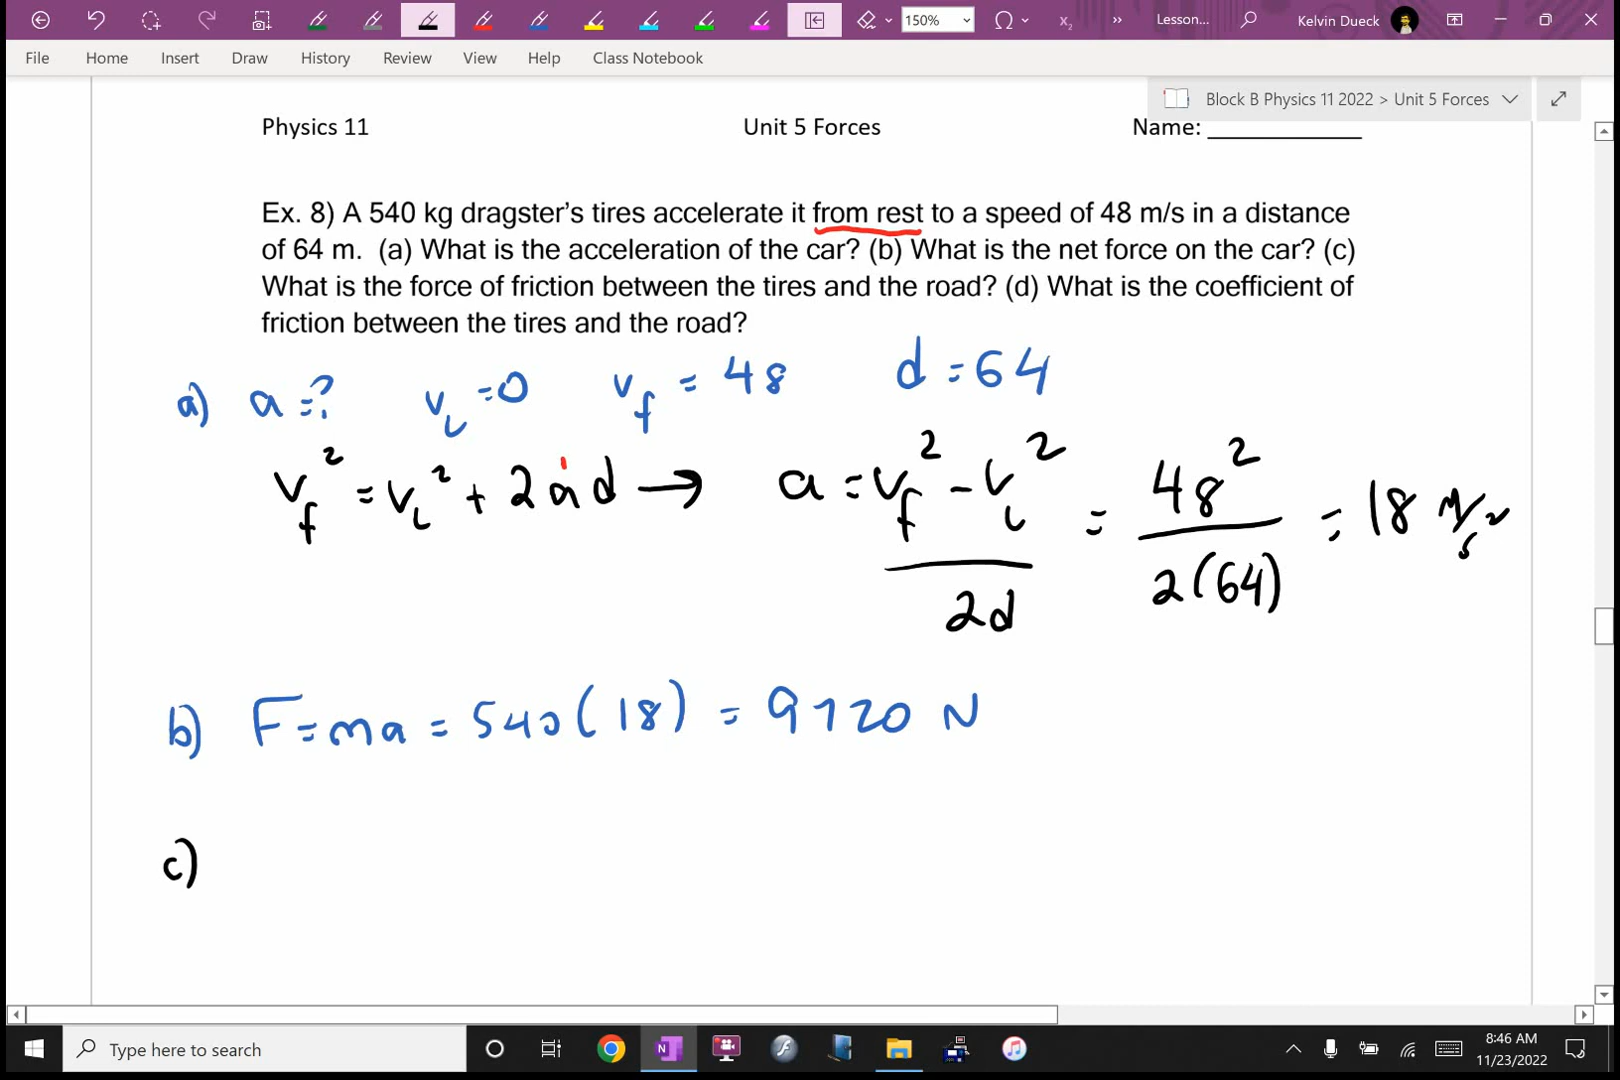 150%
Lesson...
Kelvin Dueck
File Home Insert Draw History Review View Help Class Notebook
Block B Physics 11 2022 > Unit 5 Forces
Physics 11 Unit 5 Forces Name: ____________
Ex. 8) A 540 kg dragster’s tires accelerate it from rest to a speed of 48 m/s in a distance
of 64 m. (a) What is the acceleration of the car? (b) What is the net force on the car? (c)
What is the force of friction between the tires and the road? (d) What is the coefficient of
friction between the tires and the road?
a) a=? vi=0 vf = 48 d=64
vf² = vi² + 2ad → a = vf² - vi² / 2d = 48² / 2(64) = 18 m/s²
b) F=ma = 540(18) = 9720 N
c)
Type here to search
8:46 AM
11/23/2022